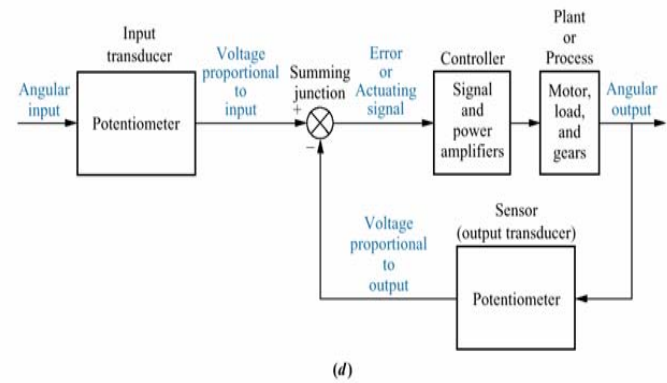 Input
transducer
Angular
input
Potentiometer
Voltage
proportional
to
input
Summing
junction
+
−
Error
or
Actuating
signal
Controller
Signal
and
power
amplifiers
Plant
or
Process
Motor,
load,
and
gears
Angular
output
Voltage
proportional
to
output
Sensor
(output transducer)
Potentiometer
(d)